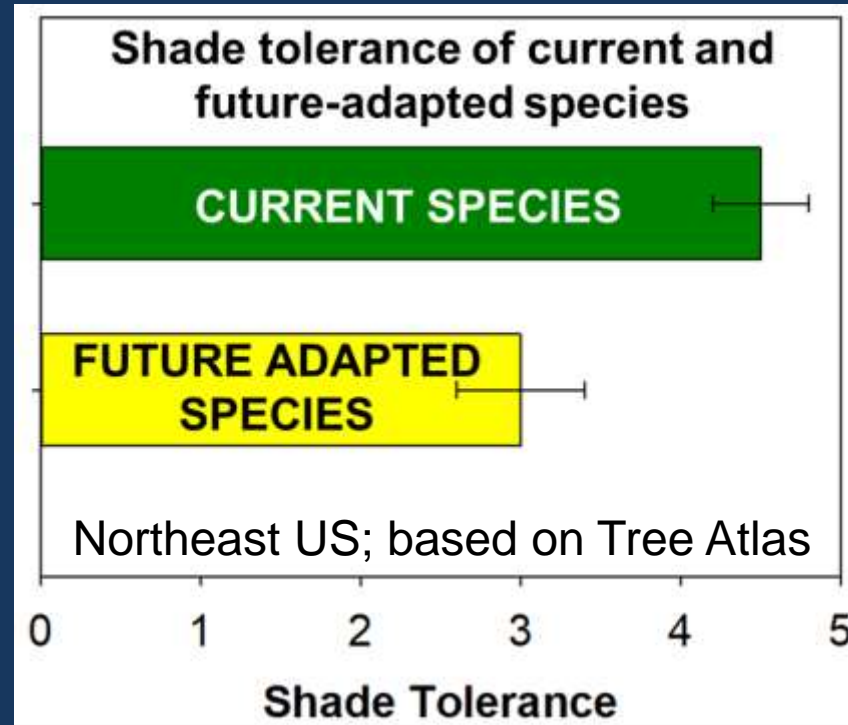 Shade tolerance of current and
future-adapted species
CURRENT SPECIES
FUTURE ADAPTED
SPECIES
Northeast US; based on Tree Atlas
0 1 2 3 4 5
Shade Tolerance